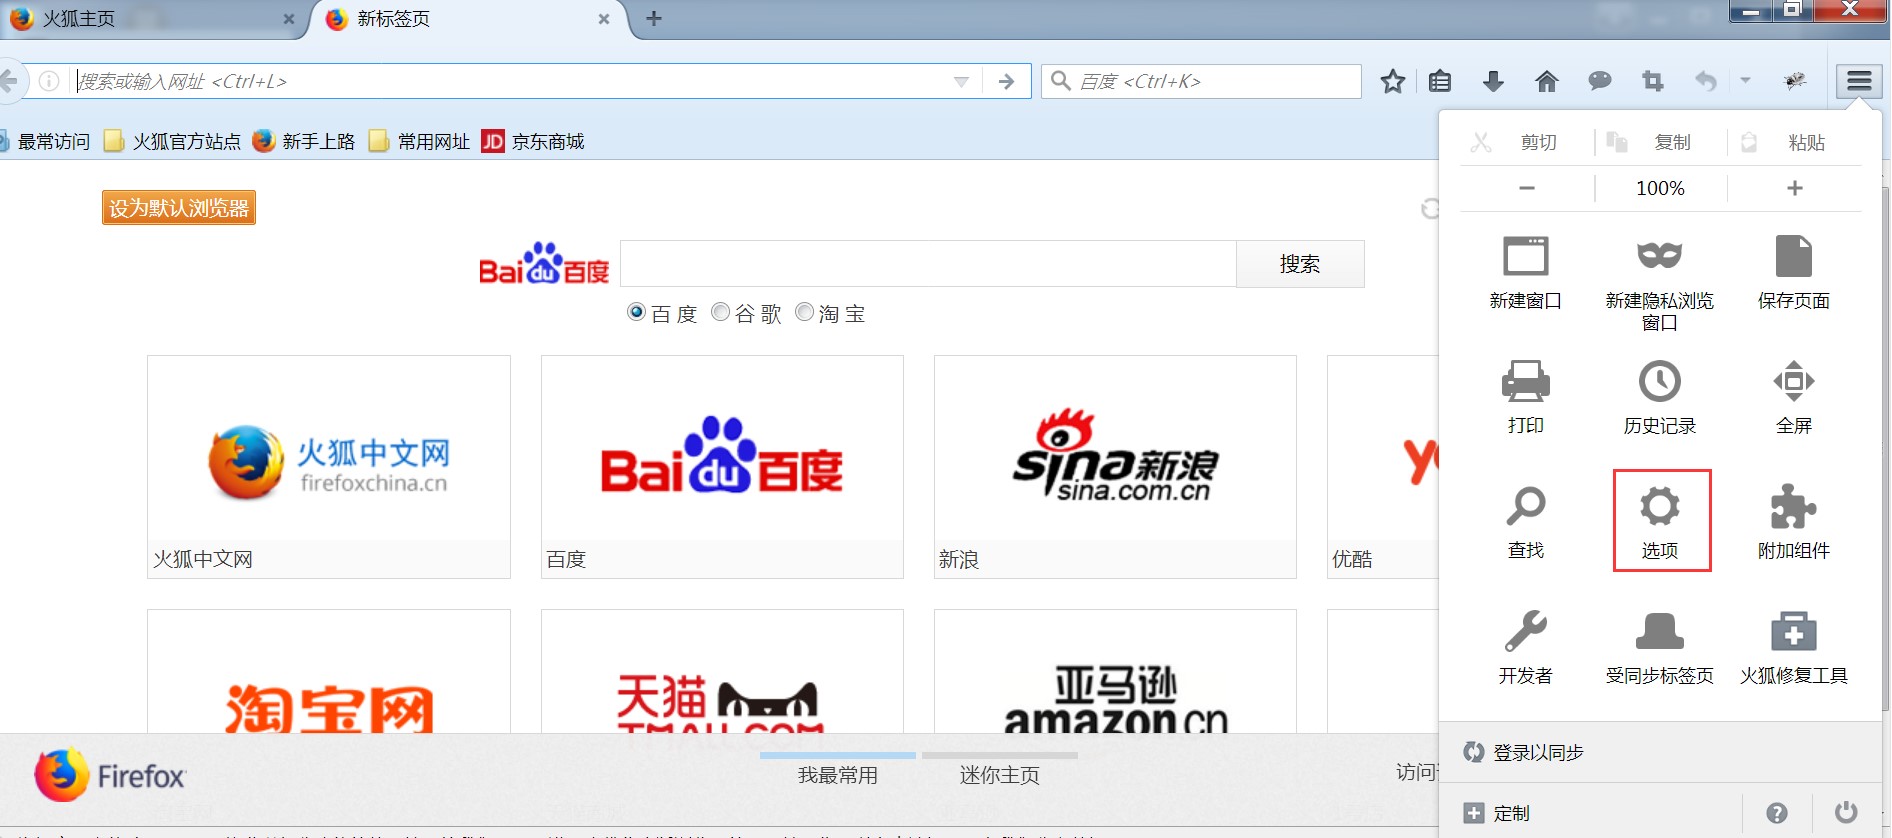 火狐主页
新标签页
搜索或输入网址 <Ctrl+L>
百度 <Ctrl+K>
最常访问
火狐官方站点
新手上路
常用网址
JD 京东商城
剪切
复制
粘贴
100%
设为默认浏览器
Bai du 百度
搜索
百度
谷歌
淘宝
新建窗口
新建隐私浏览窗口
保存页面
打印
历史记录
全屏
查找
选项
附加组件
开发者
受同步标签页
火狐修复工具
登录以同步
定制
火狐中文网
firefoxchina.cn
火狐中文网
Bai du 百度
百度
sina新浪
sina.com.cn
新浪
优酷
淘宝网
天猫
TMALL.COM
亚马逊
amazon.cn
Firefox
我最常用
迷你主页
访问